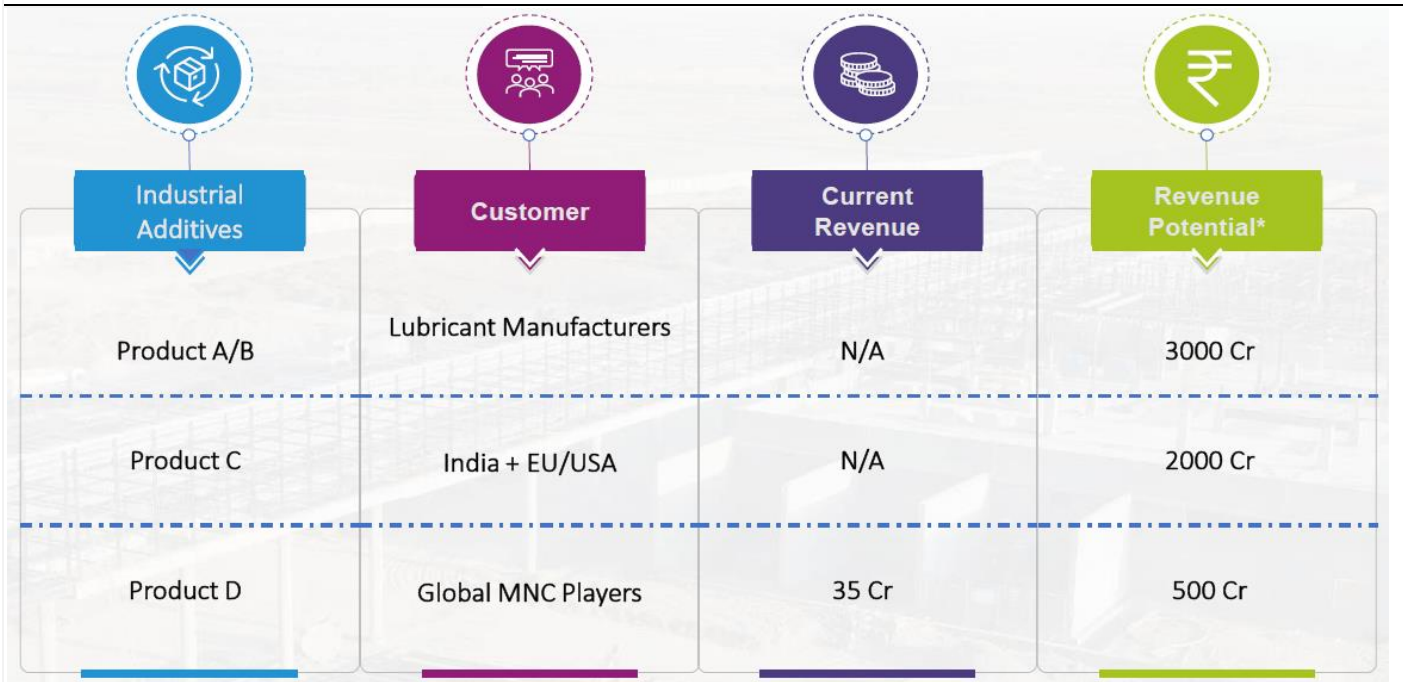 Industrial
Additives
Customer
Current
Revenue
Revenue
Potential*
Product A/B
Lubricant Manufacturers
N/A
3000 Cr
Product C
India + EU/USA
N/A
2000 Cr
Product D
Global MNC Players
35 Cr
500 Cr